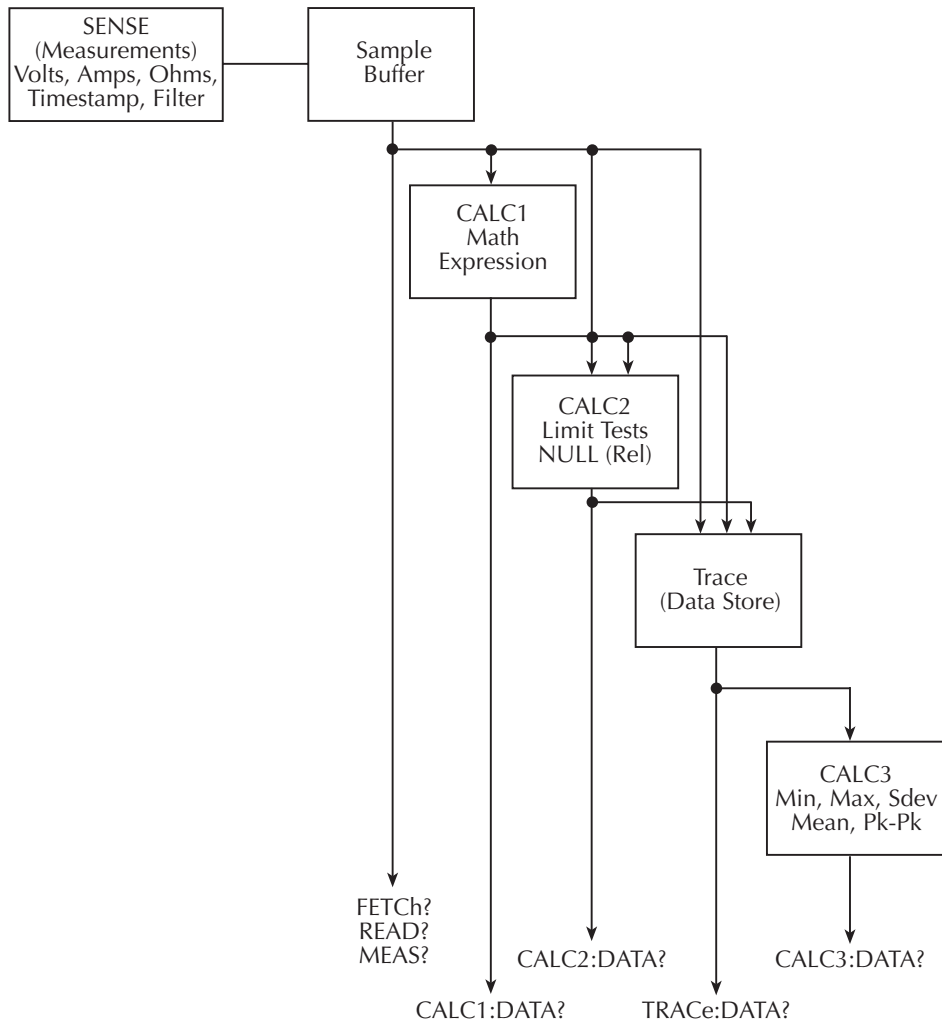 SENSE
(Measurements)
Volts, Amps, Ohms,
Timestamp, Filter
Sample
Buffer
CALC1
Math
Expression
CALC2
Limit Tests
NULL (Rel)
Trace
(Data Store)
CALC3
Min, Max, Sdev
Mean, Pk-Pk
FETCh?
READ?
MEAS?
CALC2:DATA?
CALC3:DATA?
CALC1:DATA?
TRACe:DATA?